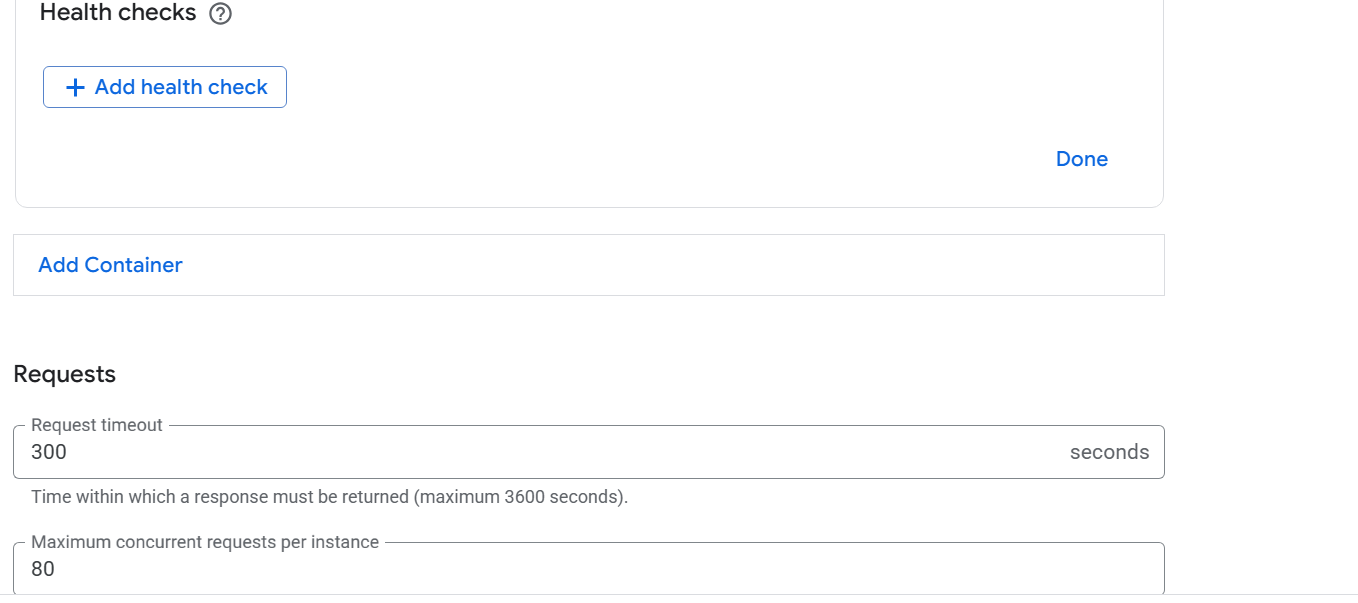 Health checks
Add health check
Done
Add Container
Requests
Request timeout
300 seconds
Time within which a response must be returned (maximum 3600 seconds).
Maximum concurrent requests per instance
80